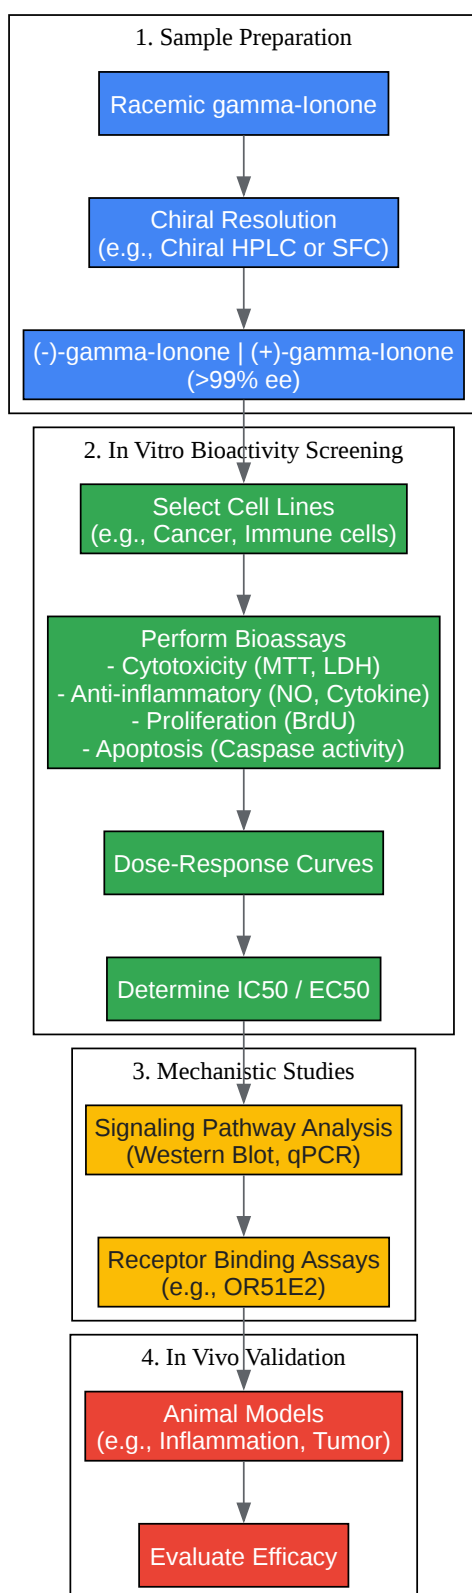 1. Sample Preparation
Racemic gamma-Ionone
Chiral Resolution
(e.g., Chiral HPLC or SFC)
(-)-gamma-Ionone | (+)-gamma-Ionone
(>99% ee)
2. In Vitro Bioactivity Screening
Select Cell Lines
(e.g., Cancer, Immune cells)
Perform Bioassays
- Cytotoxicity (MTT, LDH)
- Anti-inflammatory (NO, Cytokine)
- Proliferation (BrdU)
- Apoptosis (Caspase activity)
Dose-Response Curves
Determine IC50 / EC50
3. Mechanistic Studies
Signaling Pathway Analysis
(Western Blot, qPCR)
Receptor Binding Assays
(e.g., OR51E2)
4. In Vivo Validation
Animal Models
(e.g., Inflammation, Tumor)
Evaluate Efficacy